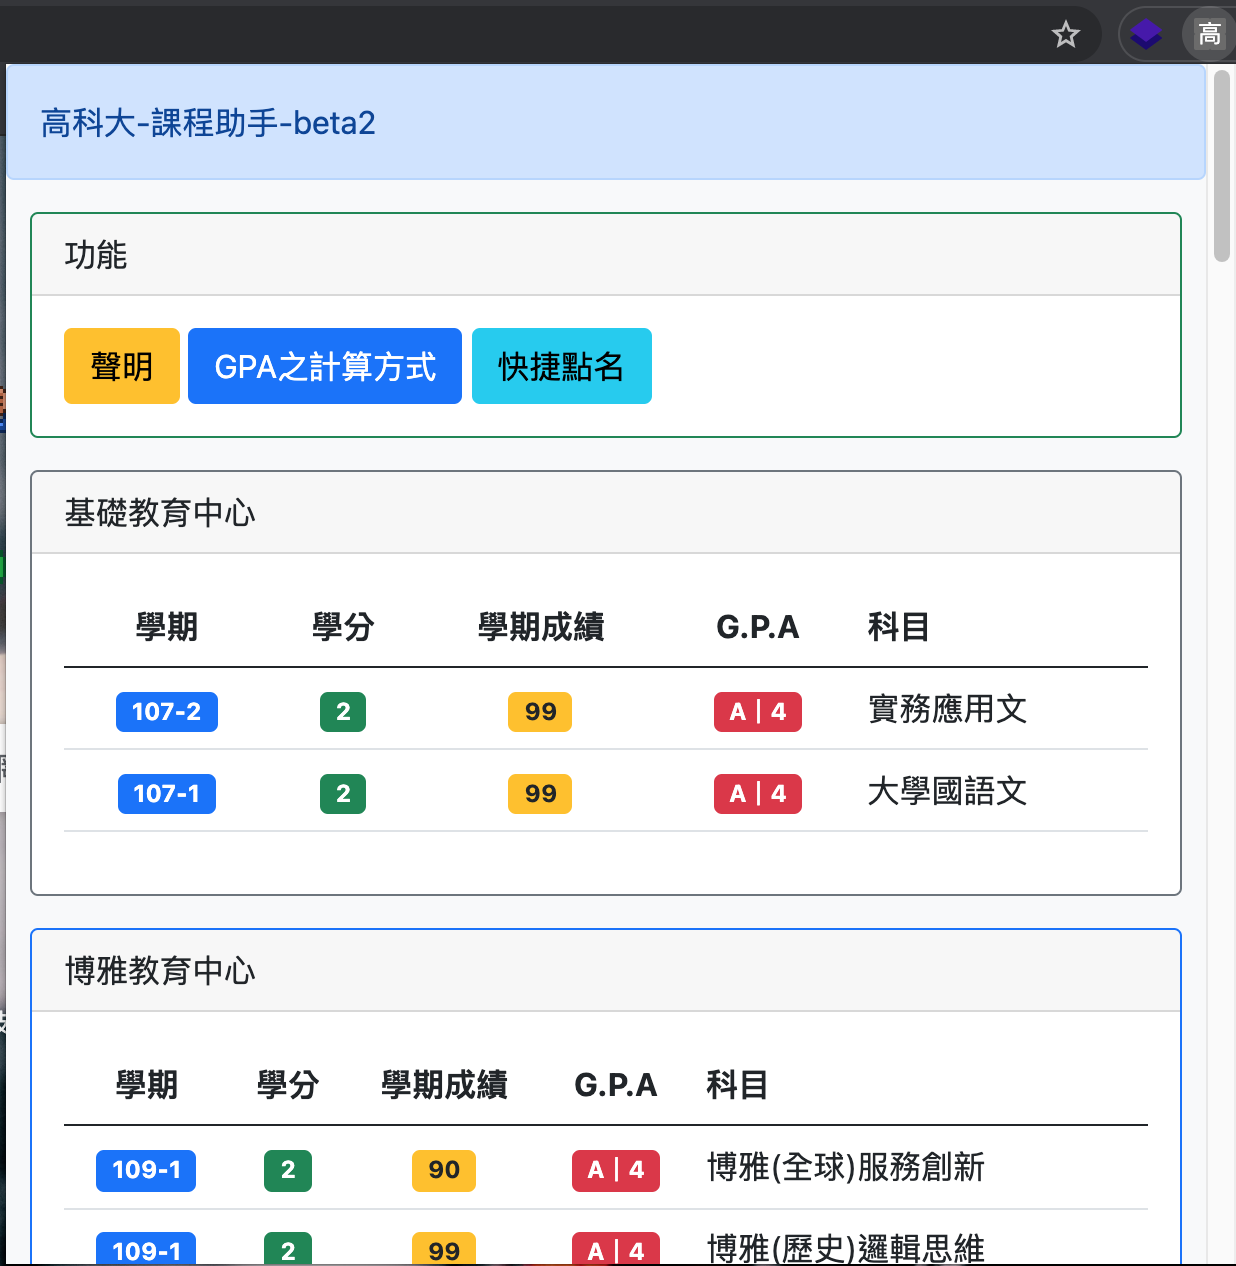 高
高科大-課程助手-beta2
功能
聲明 GPA之計算方式 快捷點名
基礎教育中心
學期 學分 學期成績 G.P.A 科目
107-2 2 99 A | 4 實務應用文
107-1 2 99 A | 4 大學國語文
博雅教育中心
學期 學分 學期成績 G.P.A 科目
109-1 2 90 A | 4 博雅(全球)服務創新
109-1 2 99 A | 4 博雅(歷史)邏輯思維